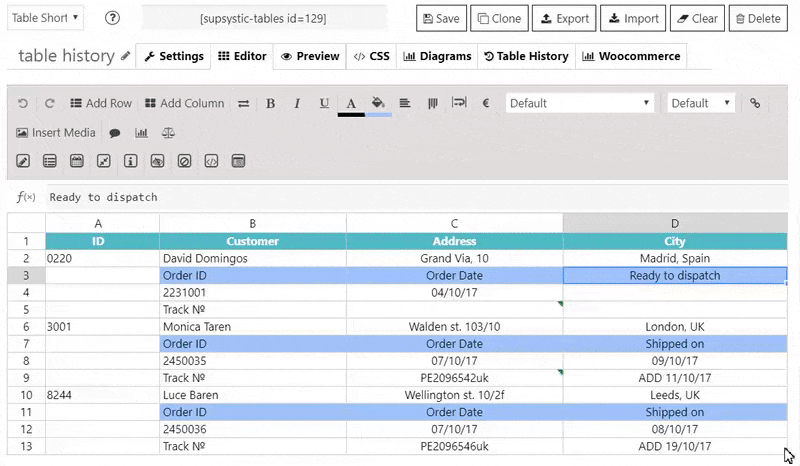 Table Short ? [supsystic-tables id=129] Save Clone Export Import Clear Delete
table history Settings Editor Preview </> CSS Diagrams Table History Woocommerce
Add Row Add Column B I U A € Default Default
Insert Media
f(x) Ready to dispatch
A B C D
1 ID Customer Address City
2 0220 David Domingos Grand Via, 10 Madrid, Spain
3 Order ID Order Date Ready to dispatch
4 2231001 04/10/17
5 Track Nº
6 3001 Monica Taren Walden st. 103/10 London, UK
7 Order ID Order Date Shipped on
8 2450035 07/10/17 09/10/17
9 Track Nº PE2096542uk ADD 11/10/17
10 8244 Luce Baren Wellington st. 10/2f Leeds, UK
11 Order ID Order Date Shipped on
12 2450036 07/10/17 08/10/17
13 Track Nº PE2096546uk ADD 19/10/17